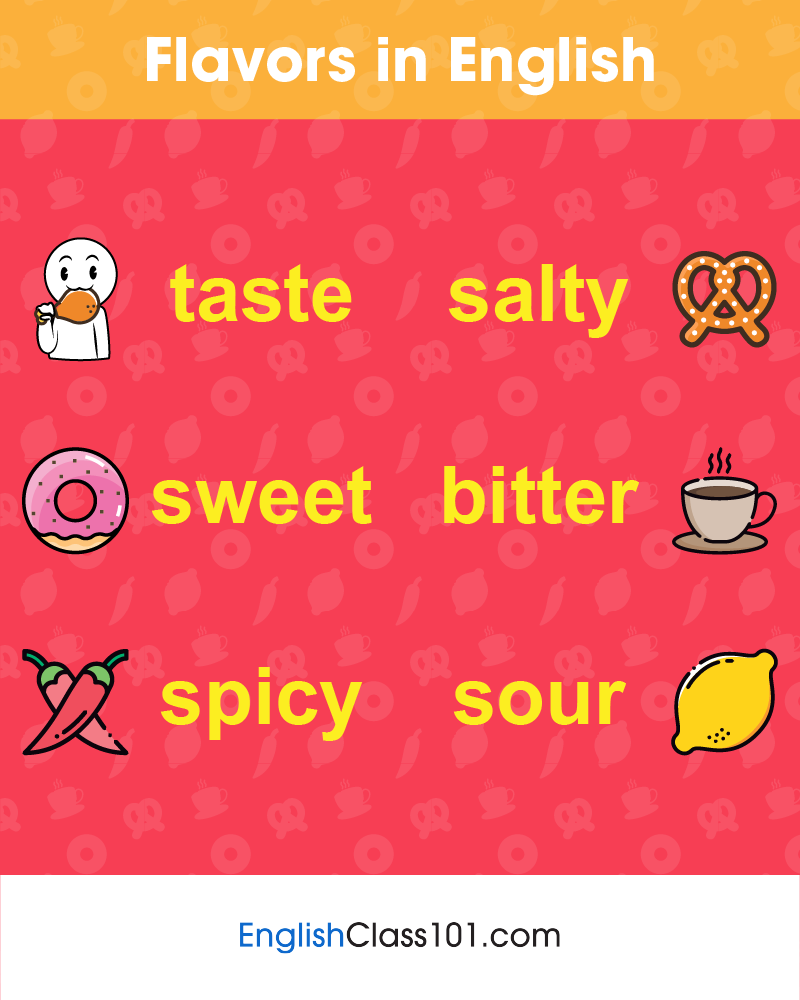 Flavors in English
taste salty
sweet bitter
spicy sour
EnglishClass101.com